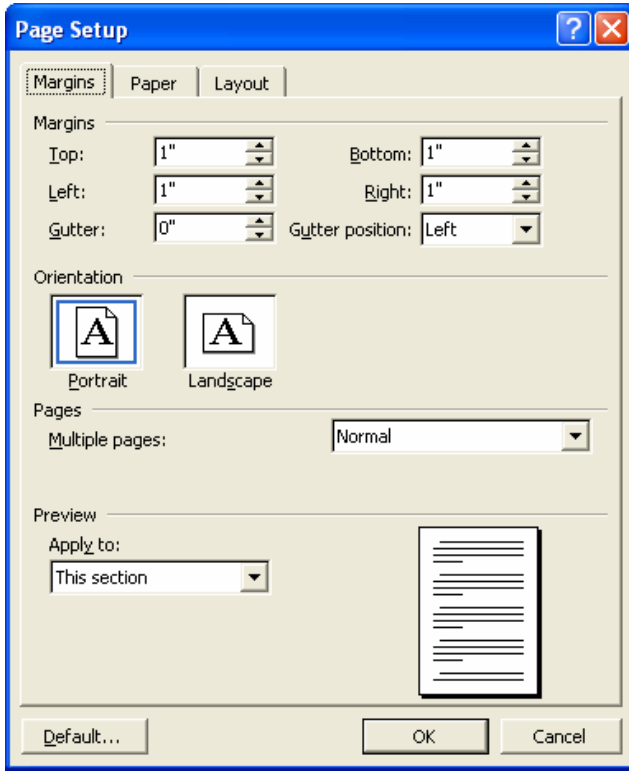 Page Setup
Margins Paper Layout
Margins
Top: 1" Bottom: 1"
Left: 1" Right: 1"
Gutter: 0" Gutter position: Left
Orientation
A A
Portrait Landscape
Pages
Multiple pages: Normal
Preview
Apply to:
This section
Default... OK Cancel